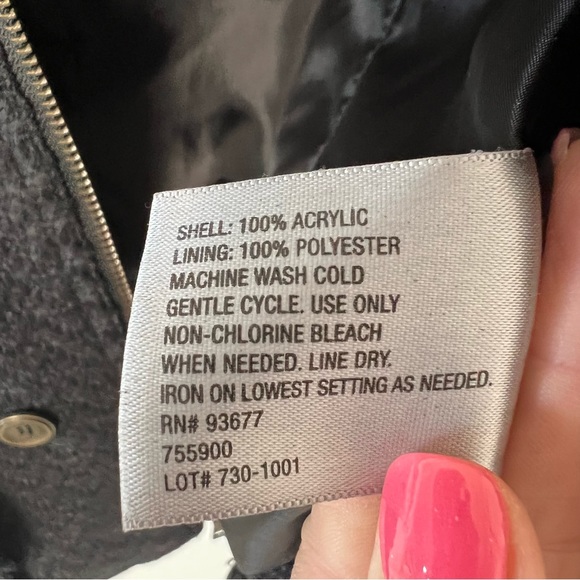 SHELL: 100% ACRYLIC
LINING: 100% POLYESTER
MACHINE WASH COLD
GENTLE CYCLE. USE ONLY
NON-CHLORINE BLEACH
WHEN NEEDED. LINE DRY.
IRON ON LOWEST SETTING AS NEEDED.
RN# 93677
755900
LOT# 730-1001